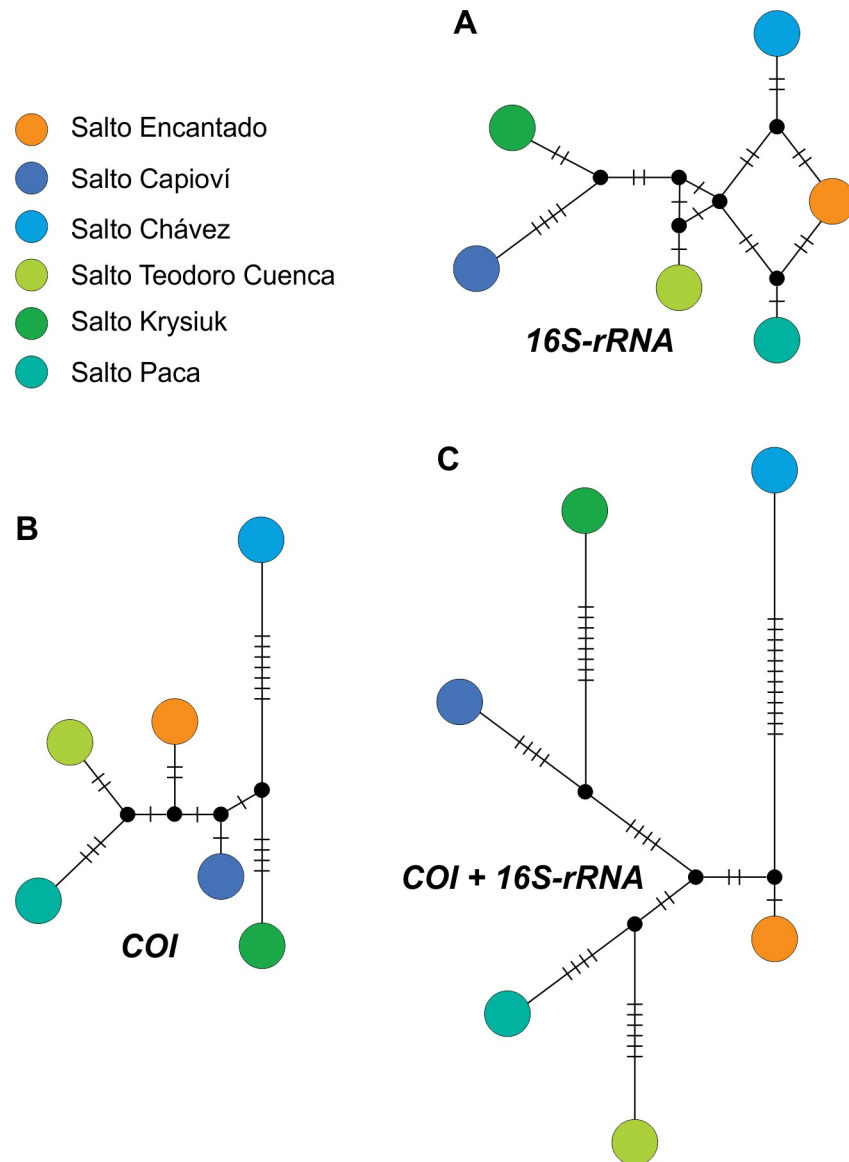 A
Salto Encantado
Salto Capioví
Salto Chávez
Salto Teodoro Cuenca
Salto Krysiuk
Salto Paca
16S-rRNA
B
COI
C
COI + 16S-rRNA